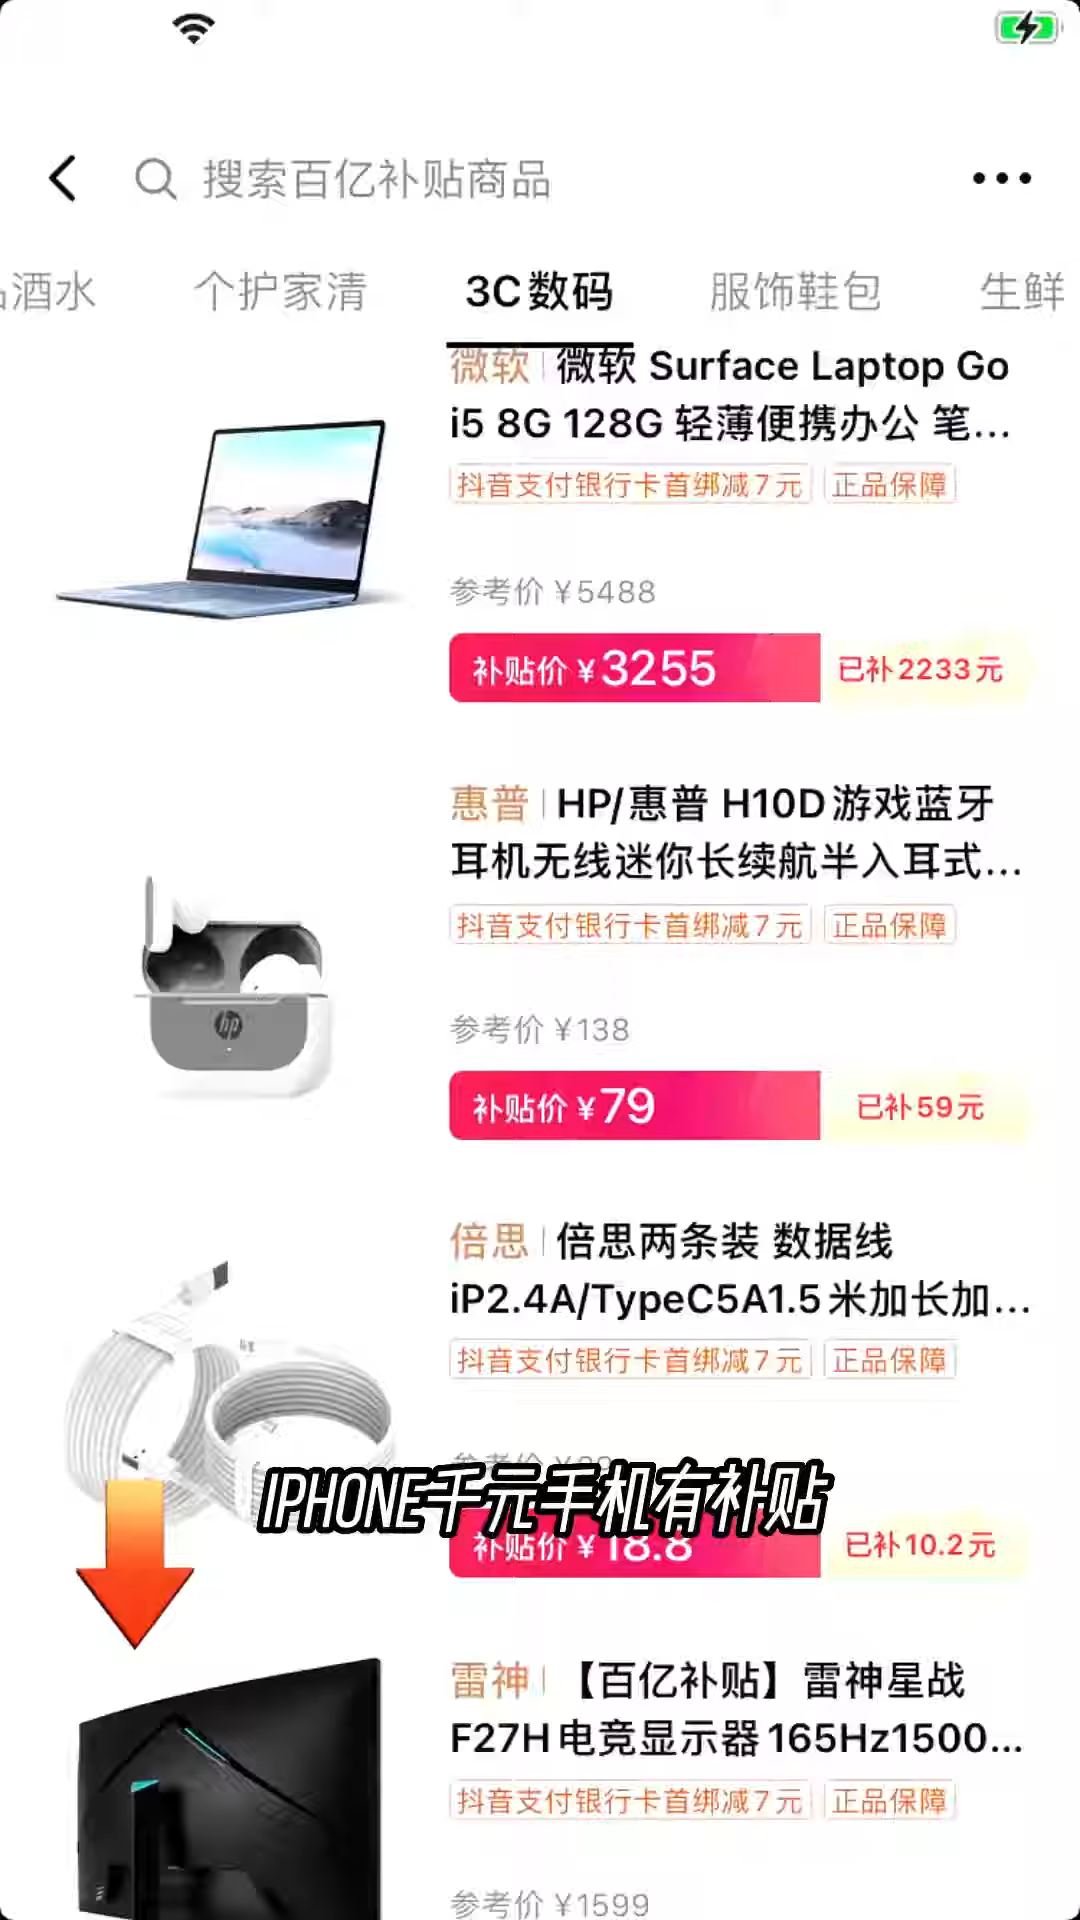 搜索百亿补贴商品
酒水 个护家清 3C数码 服饰鞋包 生鲜
微软 微软 Surface Laptop Go
i5 8G 128G 轻薄便携办公 笔...
抖音支付银行卡首绑减7元 正品保障
参考价 ¥5488
补贴价 ¥3255 已补2233元
惠普 HP/惠普 H10D游戏蓝牙
耳机无线迷你长续航半入耳式...
抖音支付银行卡首绑减7元 正品保障
hp
参考价 ¥138
补贴价 ¥79 已补59元
倍思 倍思两条装 数据线
iP2.4A/TypeC5A1.5米加长加...
抖音支付银行卡首绑减7元 正品保障
IPHONE千元手机有补贴
补贴价 ¥18.8 已补10.2元
雷神 【百亿补贴】雷神星战
F27H电竞显示器165Hz1500...
抖音支付银行卡首绑减7元 正品保障
参考价 ¥1599